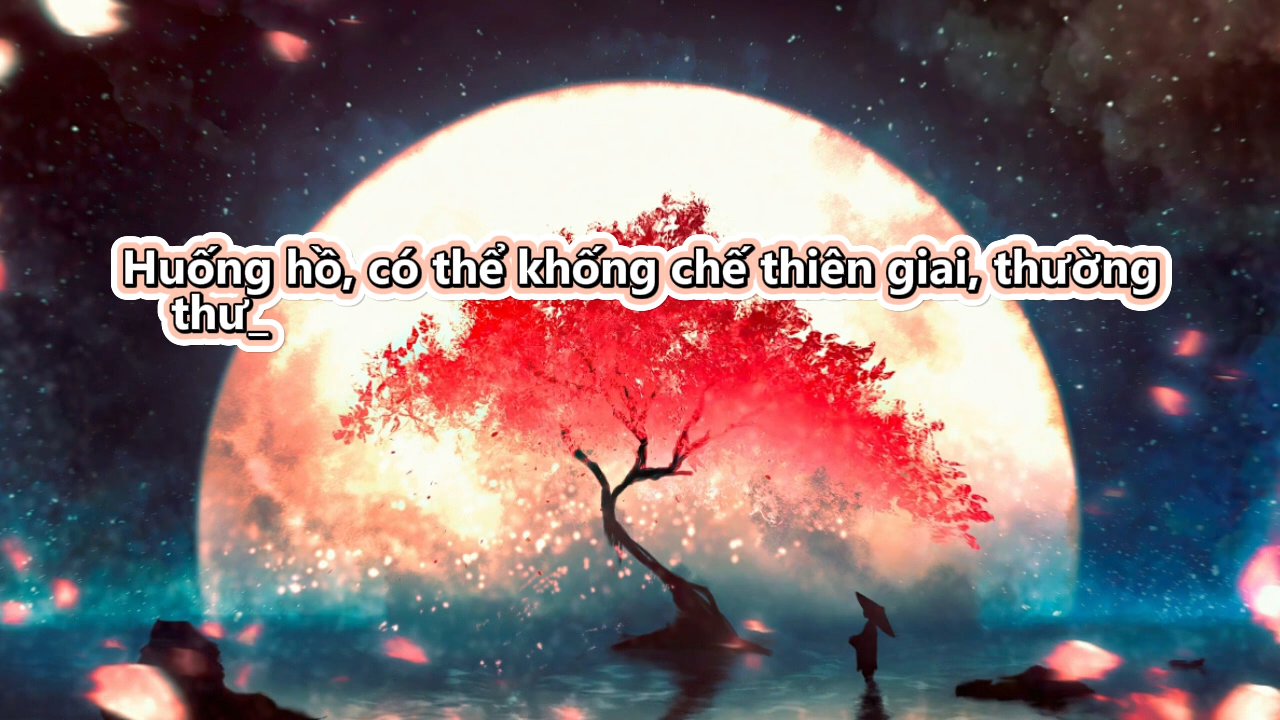 Huống hồ, có thể khống chế thiên giai, thường
thư_